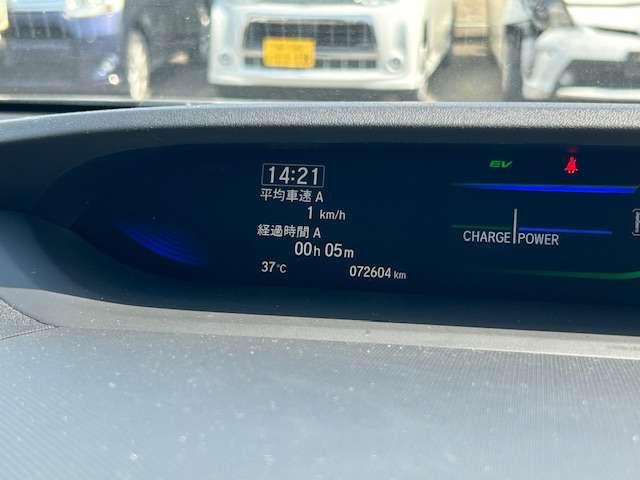 14:21
平均車速 A
1 km/h
経過時間 A
00h 05m
37℃ 072604 km
EV
CHARGE POWER